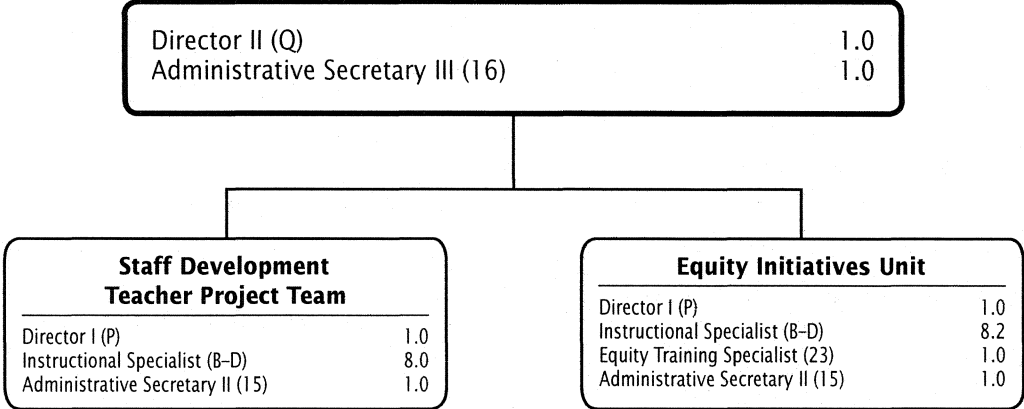 Director II (Q) 1.0
Administrative Secretary III (16) 1.0
Staff Development
Teacher Project Team
Director I (P) 1.0
Instructional Specialist (B–D) 8.0
Administrative Secretary II (15) 1.0
Equity Initiatives Unit
Director I (P) 1.0
Instructional Specialist (B–D) 8.2
Equity Training Specialist (23) 1.0
Administrative Secretary II (15) 1.0